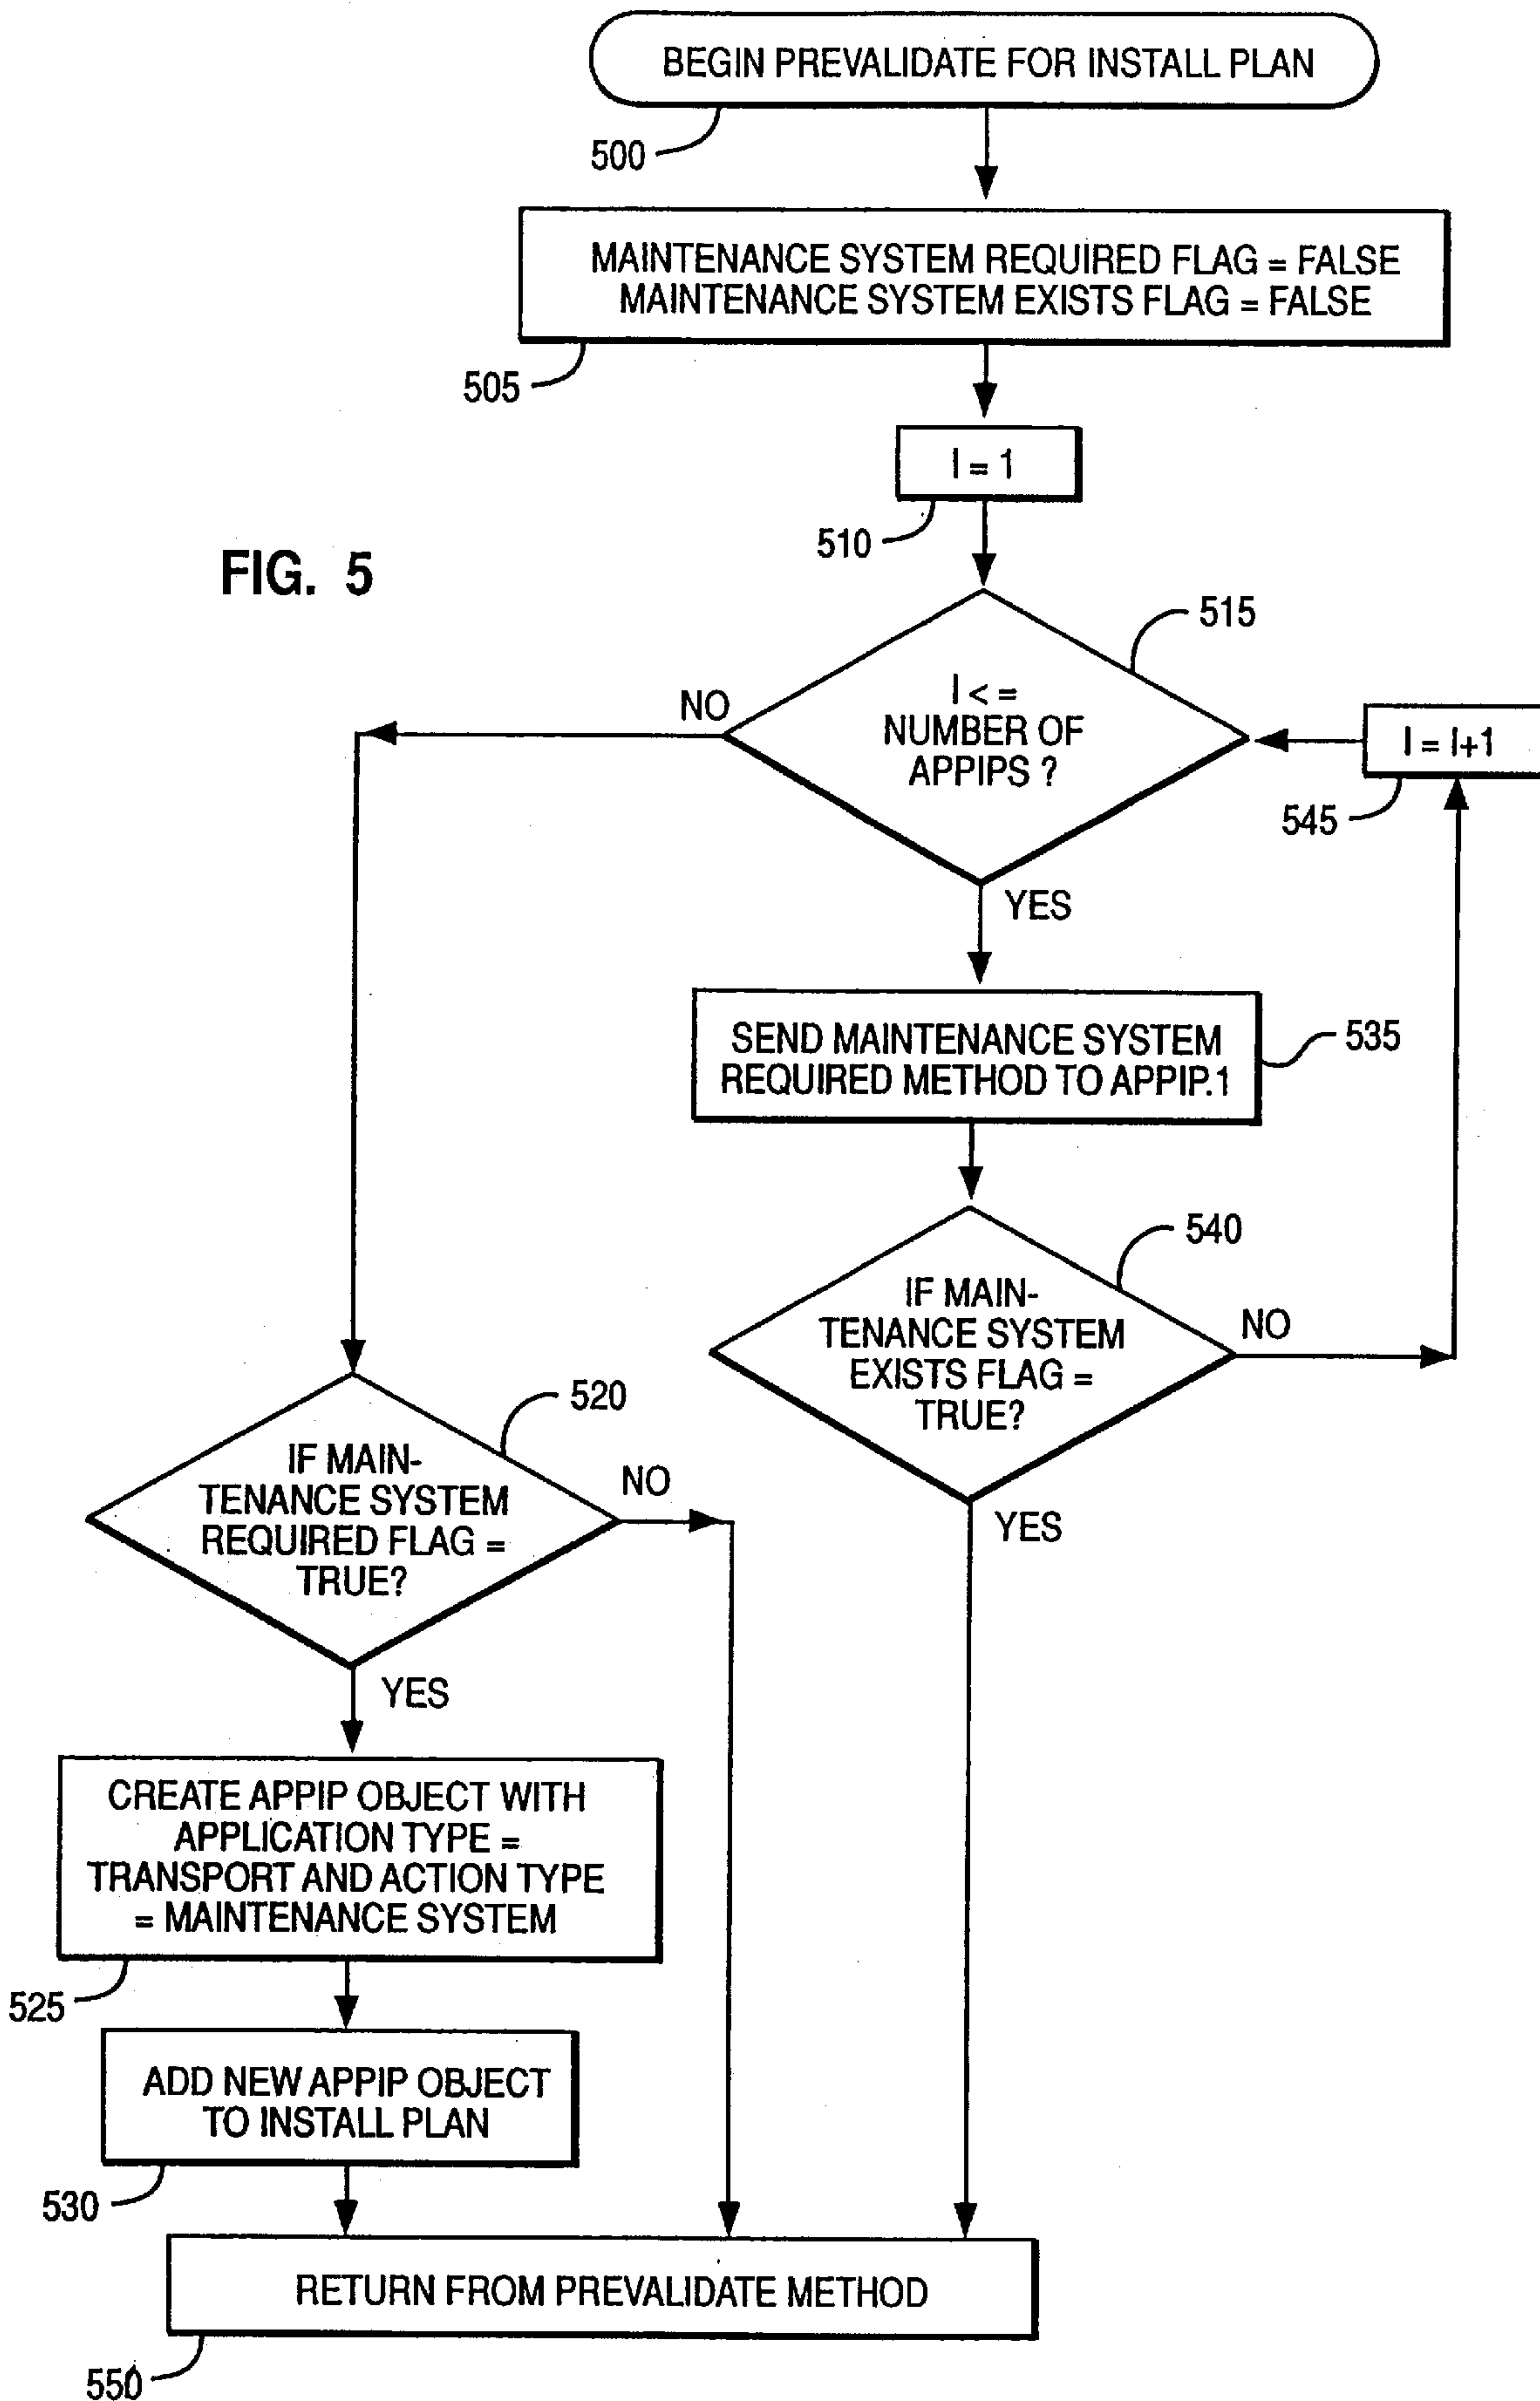 BEGIN PREVALIDATE FOR INSTALL PLAN
500
MAINTENANCE SYSTEM REQUIRED FLAG = FALSE
MAINTENANCE SYSTEM EXISTS FLAG = FALSE
505
I = 1
510
FIG. 5
515
I < =
NUMBER OF
APPIPS ?
NO
I = I+1
545
YES
SEND MAINTENANCE SYSTEM
REQUIRED METHOD TO APPIP.1
535
540
IF MAIN-
TENANCE SYSTEM
EXISTS FLAG =
TRUE?
NO
YES
520
IF MAIN-
TENANCE SYSTEM
REQUIRED FLAG =
TRUE?
NO
YES
CREATE APPIP OBJECT WITH
APPLICATION TYPE =
TRANSPORT AND ACTION TYPE
= MAINTENANCE SYSTEM
525
ADD NEW APPIP OBJECT
TO INSTALL PLAN
530
RETURN FROM PREVALIDATE METHOD
550